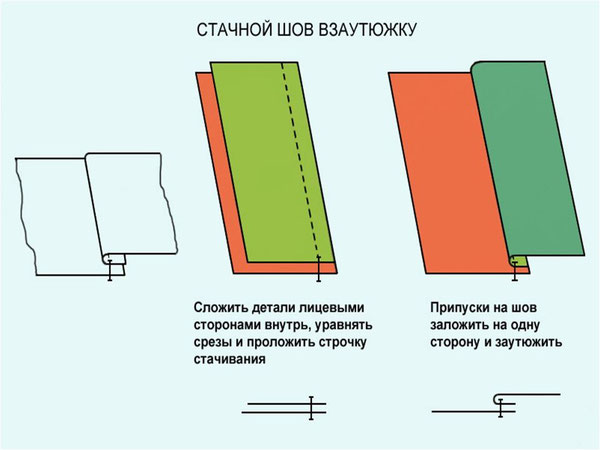 СТАЧНОЙ ШОВ ВЗАУТЮЖКУ
Сложить детали лицевыми
сторонами внутрь, уравнять
срезы и проложить строчку
стачивания
Припуски на шов
заложить на одну
сторону и заутюжить